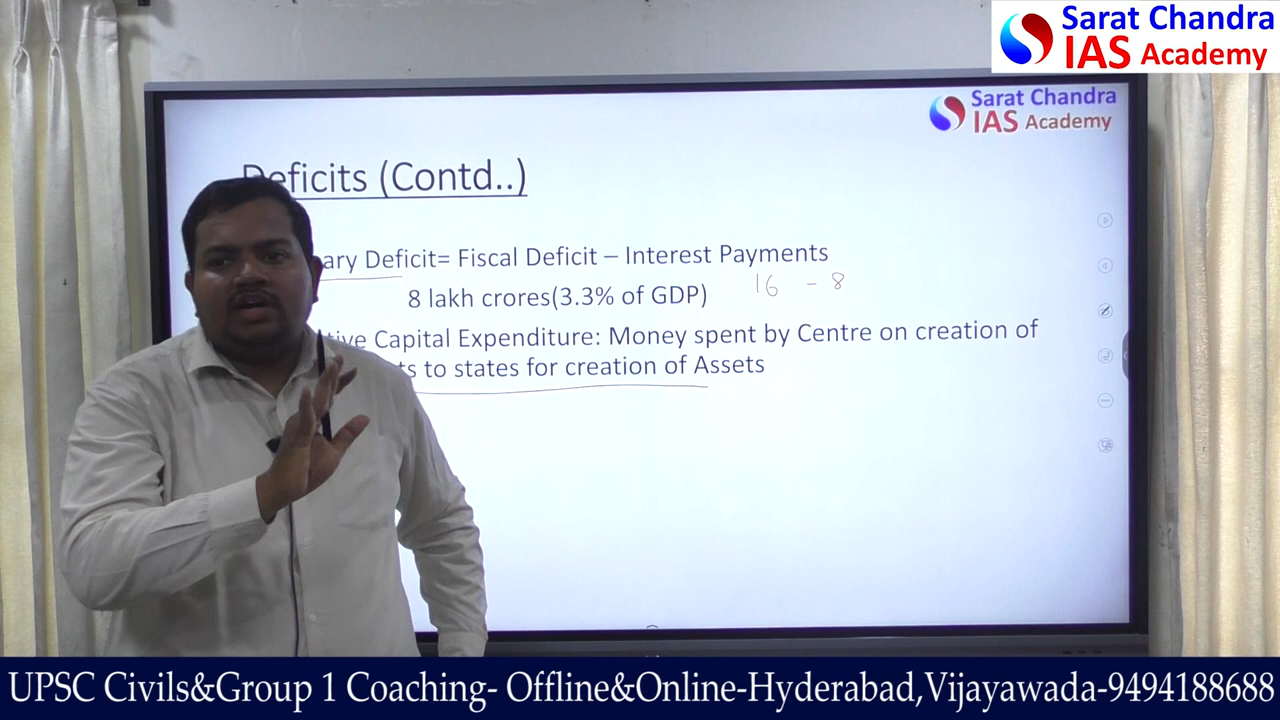 Sarat Chandra
IAS Academy
Sarat Chandra
IAS Academy
Deficits (Contd..)
ary Deficit= Fiscal Deficit – Interest Payments
16 - 8
8 lakh crores(3.3% of GDP)
tive Capital Expenditure: Money spent by Centre on creation of
ts to states for creation of Assets
UPSC Civils&Group 1 Coaching- Offline&Online-Hyderabad,Vijayawada-9494188688